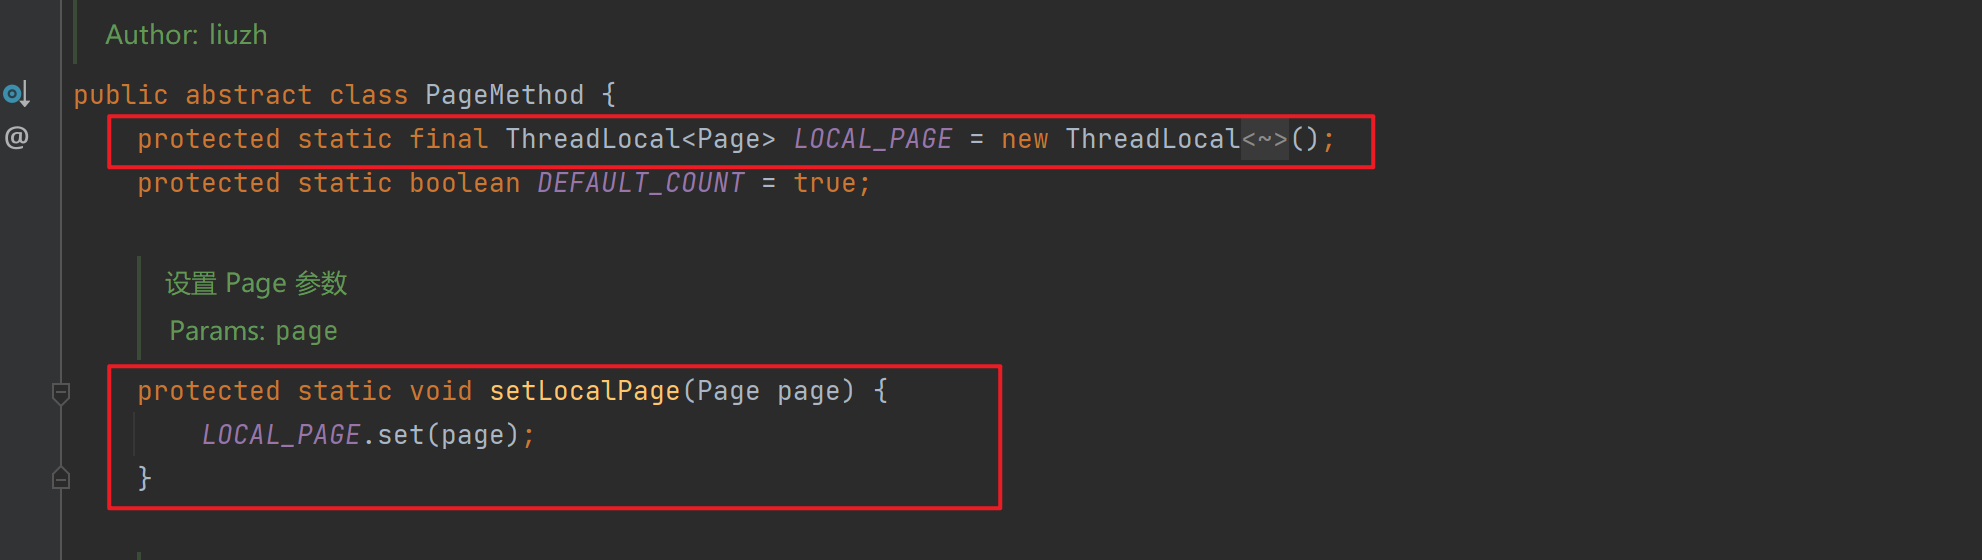 Author: liuzh
public abstract class PageMethod {
@
protected static final ThreadLocal<Page> LOCAL_PAGE = new ThreadLocal<~>();
protected static boolean DEFAULT_COUNT = true;
设置 Page 参数
Params: page
protected static void setLocalPage(Page page) {
LOCAL_PAGE.set(page);
}